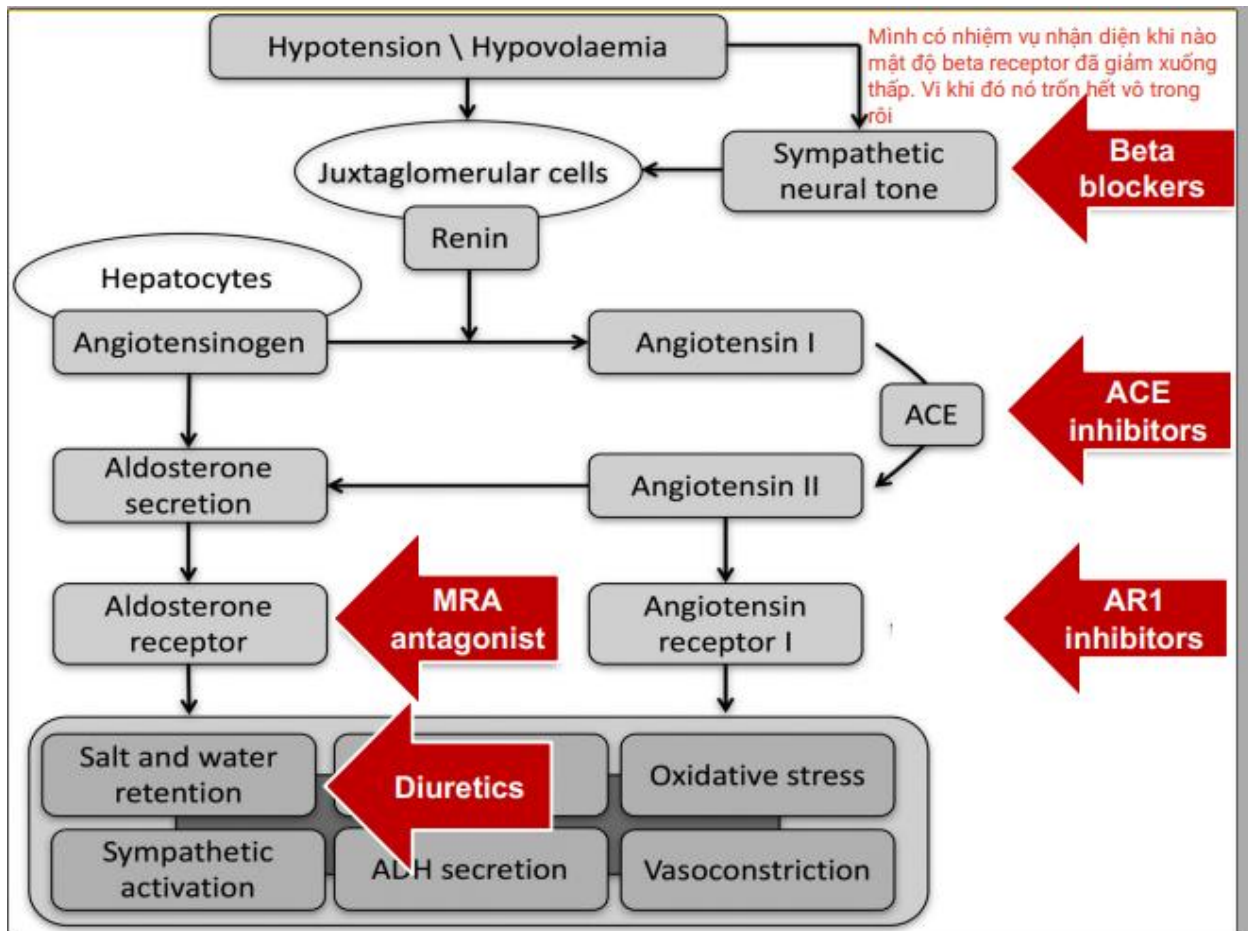 Hypotension \ Hypovolaemia
Mình có nhiệm vụ nhận diện khi nào
mật độ beta receptor đã giảm xuống
thấp. Vi khi đó nó trốn hết vô trong
rồi
Juxtaglomerular cells
Sympathetic
neural tone
Beta
blockers
Renin
Hepatocytes
Angiotensinogen
Angiotensin I
ACE
ACE
inhibitors
Aldosterone
secretion
Angiotensin II
Aldosterone
receptor
MRA
antagonist
Angiotensin
receptor I
AR1
inhibitors
Salt and water
retention
Diuretics
Oxidative stress
Sympathetic
activation
ADH secretion
Vasoconstriction